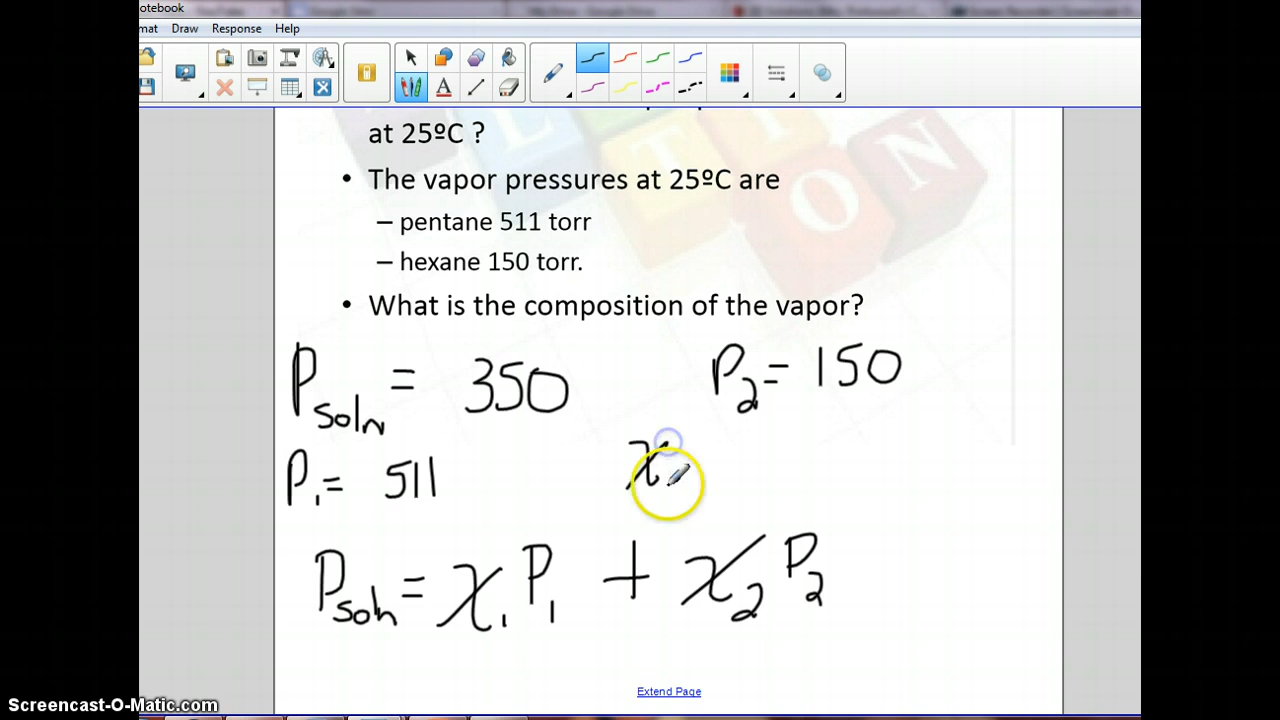 otebook
mat Draw Response Help
at 25ºC ?
• The vapor pressures at 25ºC are
– pentane 511 torr
– hexane 150 torr.
• What is the composition of the vapor?
P soln = 350
P2 = 150
P1 = 511
χ
P soln = χ1 P1 + χ2 P2
Extend Page
Screencast-O-Matic.com